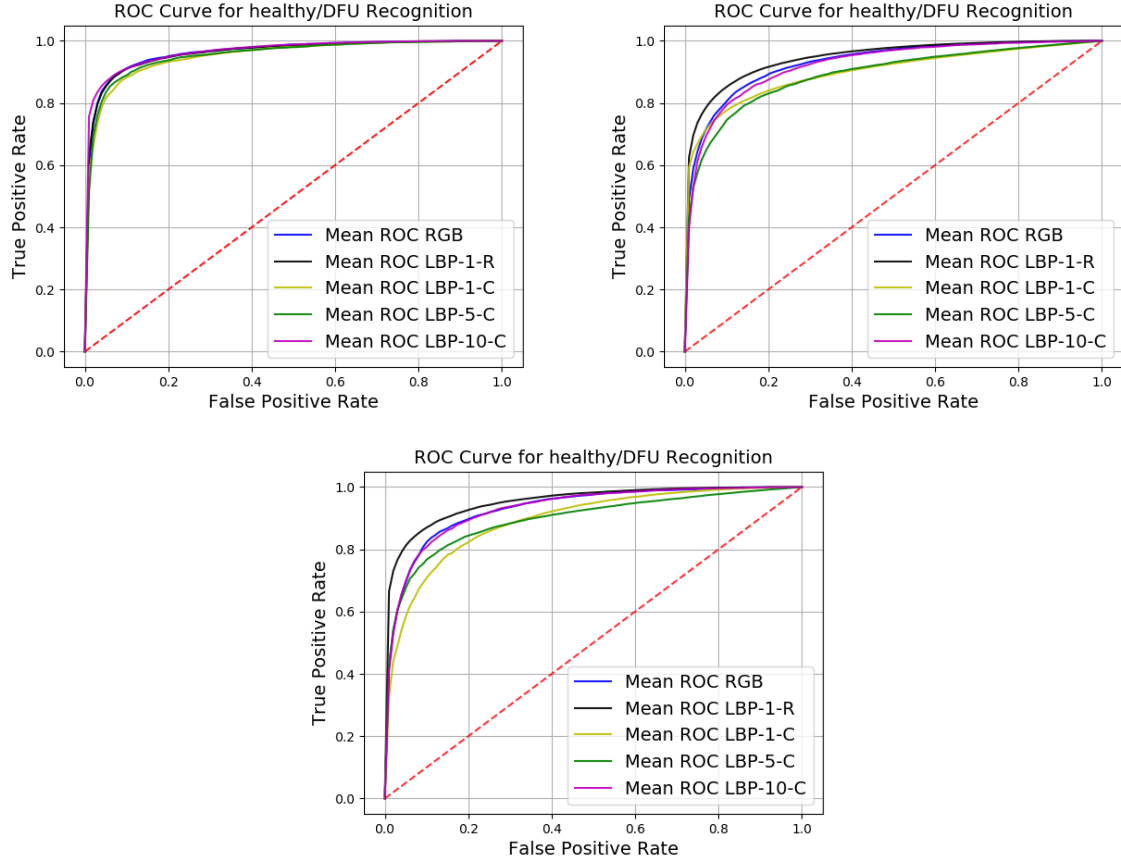 ROC Curve for healthy/DFU Recognition
1.0
0.8
0.6
0.4
0.2
0.0
True Positive Rate
Mean ROC RGB
Mean ROC LBP-1-R
Mean ROC LBP-1-C
Mean ROC LBP-5-C
Mean ROC LBP-10-C
0.0 0.2 0.4 0.6 0.8 1.0
False Positive Rate
ROC Curve for healthy/DFU Recognition
1.0
0.8
0.6
0.4
0.2
0.0
True Positive Rate
Mean ROC RGB
Mean ROC LBP-1-R
Mean ROC LBP-1-C
Mean ROC LBP-5-C
Mean ROC LBP-10-C
0.0 0.2 0.4 0.6 0.8 1.0
False Positive Rate
ROC Curve for healthy/DFU Recognition
1.0
0.8
0.6
0.4
0.2
0.0
True Positive Rate
Mean ROC RGB
Mean ROC LBP-1-R
Mean ROC LBP-1-C
Mean ROC LBP-5-C
Mean ROC LBP-10-C
0.0 0.2 0.4 0.6 0.8 1.0
False Positive Rate